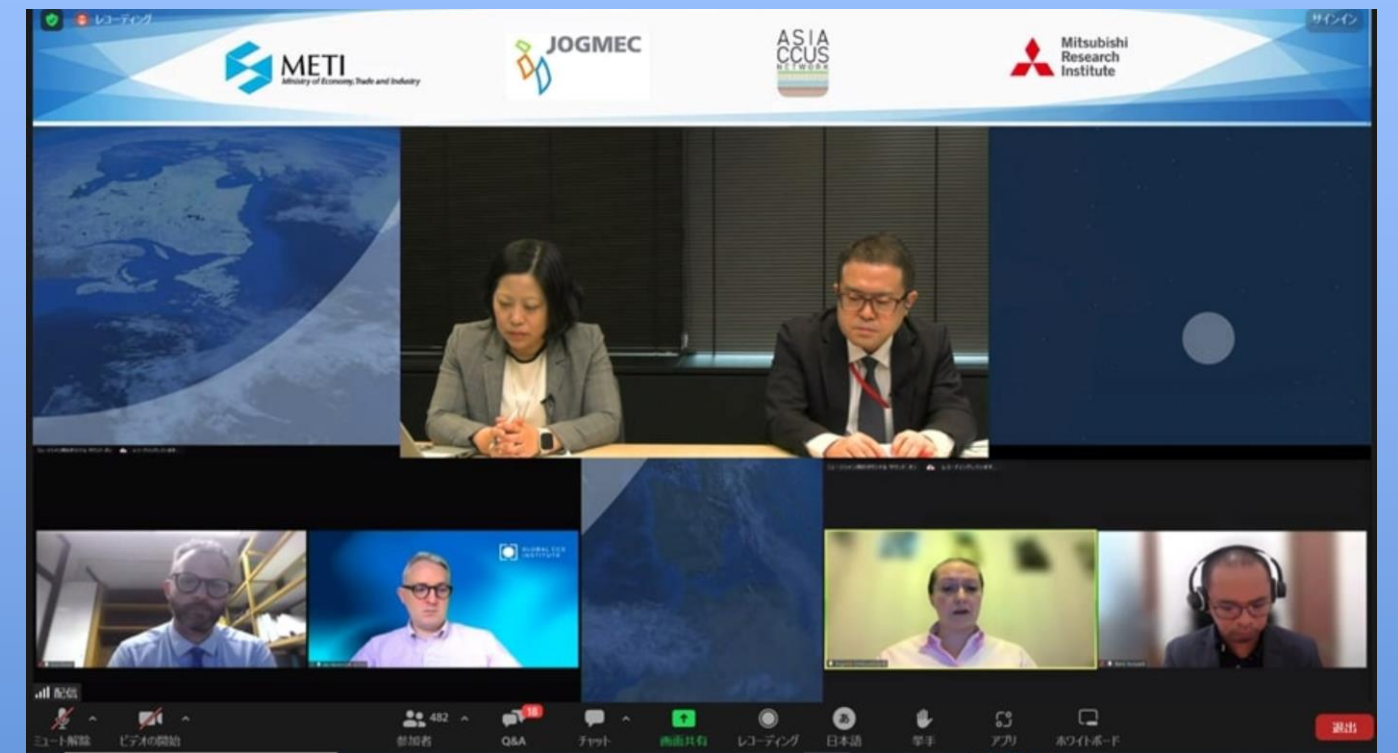 レコーディング
サインイン
METI
Ministry of Economy, Trade and Industry
JOGMEC
ASIA
CCUS
NETWORK
Mitsubishi
Research
Institute
GLOBAL CCS
INSTITUTE
配信
ミュート解除
ビデオの開始
482
参加者
18
Q&A
チャット
画面共有
レコーディング
あ
日本語
挙手
アプリ
ホワイトボード
退出